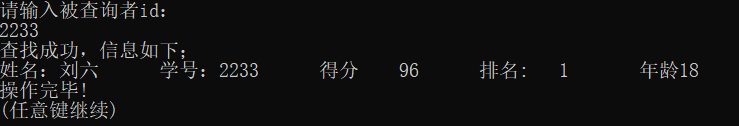 请输入被查询者id：
2233
查找成功，信息如下；
姓名：刘六 学号：2233 得分 96 排名： 1 年龄18
操作完毕！
(任意键继续)